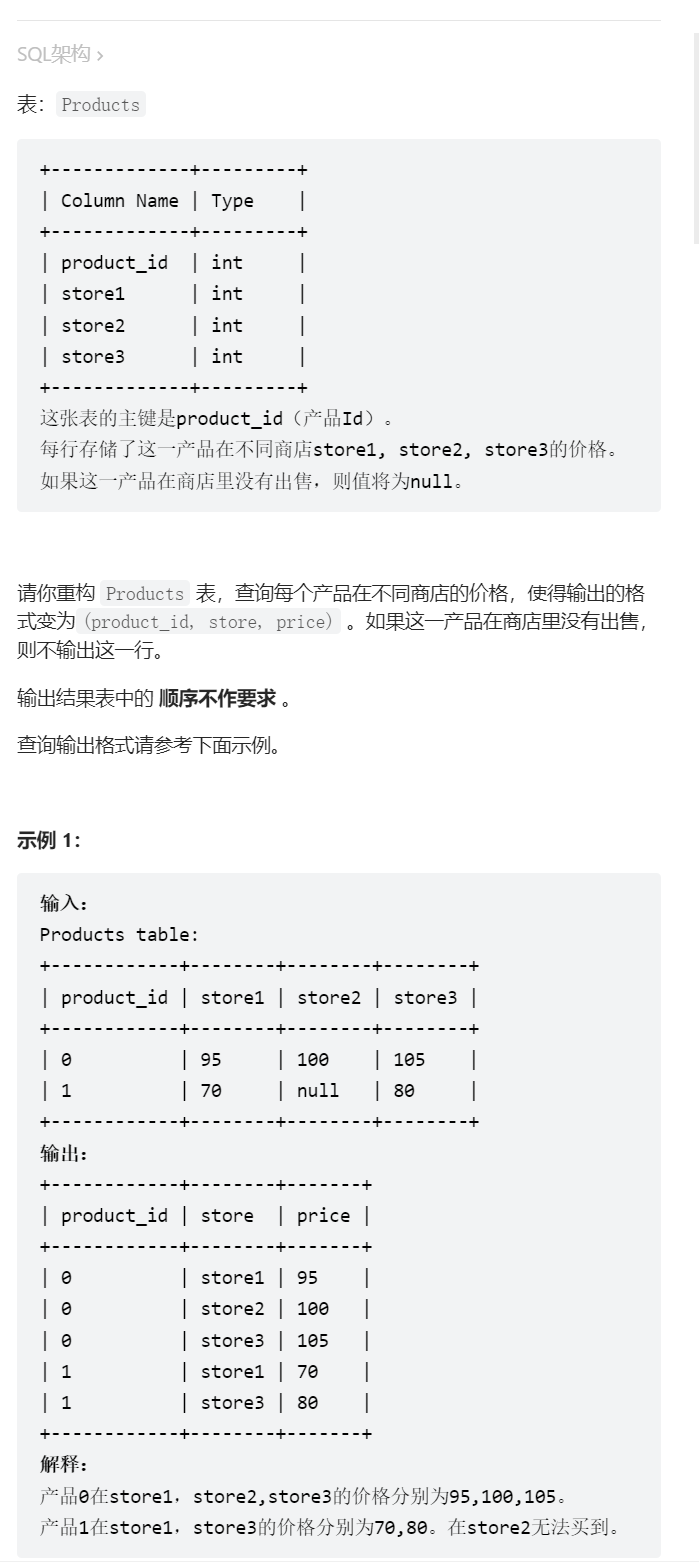 SQL架构 ›
表： Products
+-------------+---------+
| Column Name | Type    |
+-------------+---------+
| product_id  | int     |
| store1      | int     |
| store2      | int     |
| store3      | int     |
+-------------+---------+
这张表的主键是product_id（产品Id）。
每行存储了这一产品在不同商店store1, store2, store3的价格。
如果这一产品在商店里没有出售，则值将为null。
请你重构 Products 表，查询每个产品在不同商店的价格，使得输出的格
式变为(product_id, store, price) 。如果这一产品在商店里没有出售，
则不输出这一行。
输出结果表中的 顺序不作要求 。
查询输出格式请参考下面示例。
示例 1：
输入：
Products table:
+------------+--------+--------+--------+
| product_id | store1 | store2 | store3 |
+------------+--------+--------+--------+
| 0          | 95     | 100    | 105    |
| 1          | 70     | null   | 80     |
+------------+--------+--------+--------+
输出：
+------------+--------+-------+
| product_id | store  | price |
+------------+--------+-------+
| 0          | store1 | 95    |
| 0          | store2 | 100   |
| 0          | store3 | 105   |
| 1          | store1 | 70    |
| 1          | store3 | 80    |
+------------+--------+-------+
解释：
产品0在store1，store2,store3的价格分别为95,100,105。
产品1在store1，store3的价格分别为70,80。在store2无法买到。